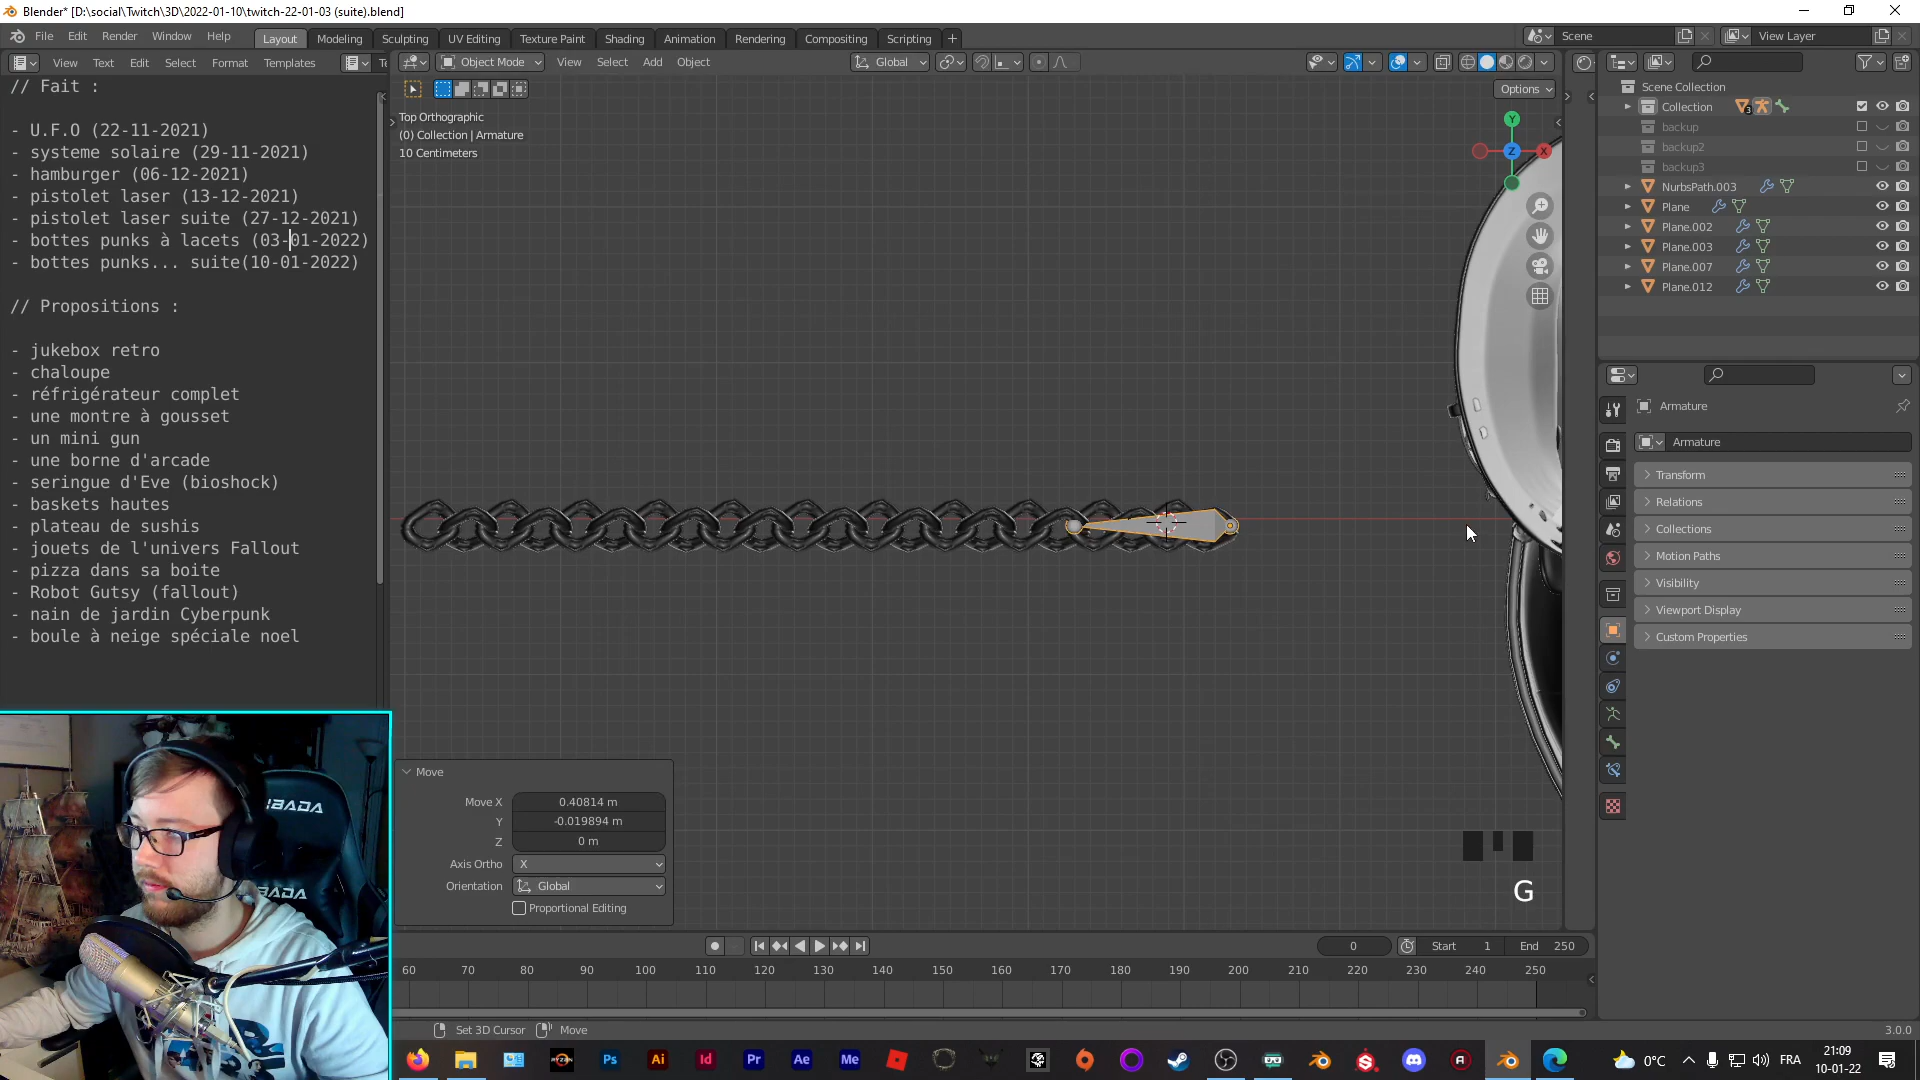 Blender* [D:\social\Twitch\3D\2022-01-10\twitch-22-01-03 (suite).blend]
File Edit Render Window Help
Layout Modeling Sculpting UV Editing Texture Paint Shading Animation Rendering Compositing Scripting +
Scene
View Layer
View Text Edit Select Format Templates
Object Mode View Select Add Object
Global
Options
// Fait :
- U.F.O (22-11-2021)
- systeme solaire (29-11-2021)
- hamburger (06-12-2021)
- pistolet laser (13-12-2021)
- pistolet laser suite (27-12-2021)
- bottes punks à lacets (03-01-2022)
- bottes punks... suite(10-01-2022)
// Propositions :
- jukebox retro
- chaloupe
- réfrigérateur complet
- une montre à gousset
- un mini gun
- une borne d'arcade
- seringue d'Eve (bioshock)
- baskets hautes
- plateau de sushis
- jouets de l'univers Fallout
- pizza dans sa boite
- Robot Gutsy (fallout)
- nain de jardin Cyberpunk
- boule à neige spéciale noel
Top Orthographic
(0) Collection | Armature
10 Centimeters
Y
Z
X
Scene Collection
Collection
backup
backup2
backup3
NurbsPath.003
Plane
Plane.002
Plane.003
Plane.007
Plane.012
Armature
Armature
Transform
Relations
Collections
Motion Paths
Visibility
Viewport Display
Custom Properties
Move
Move X 0.40814 m
Y -0.019894 m
Z 0 m
Axis Ortho X
Orientation Global
Proportional Editing
G
0 Start 1 End 250
60 70 80 90 100 110 120 130 140 150 160 170 180 190 200 210 220 230 240 250
Set 3D Cursor Move
3.0.0
Ps Ai Id Pr Ae Me
0°C
FRA
21:09
10-01-22